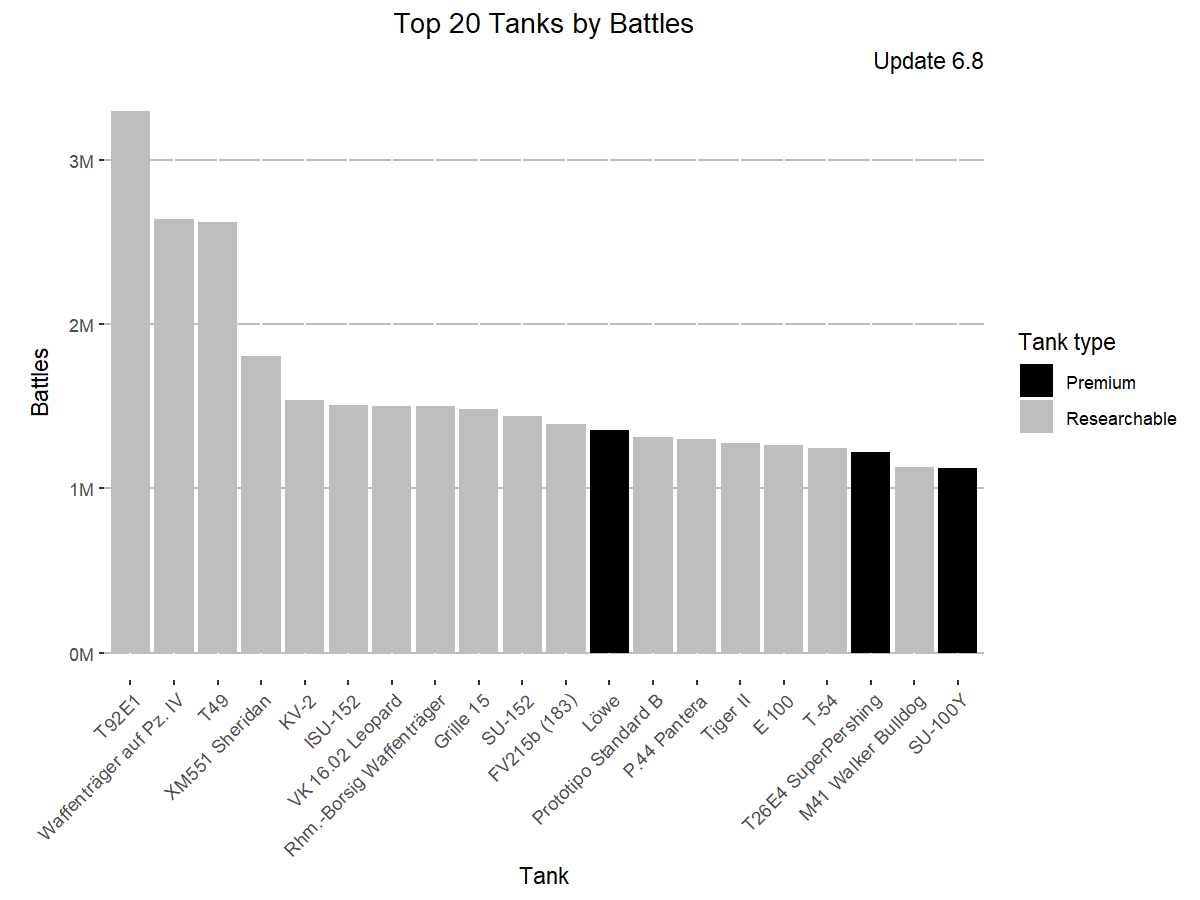 Top 20 Tanks by Battles
Update 6.8
3M
2M
1M
0M
Battles
T92E1
Waffenträger auf Pz. IV
T49
XM551 Sheridan
KV-2
ISU-152
VK 16.02 Leopard
Rhm.-Borsig Waffenträger
Grille 15
SU-152
FV215b (183)
Löwe
Prototipo Standard B
P.44 Pantera
Tiger II
E 100
T-54
T26E4 SuperPershing
M41 Walker Bulldog
SU-100Y
Tank
Tank type
Premium
Researchable